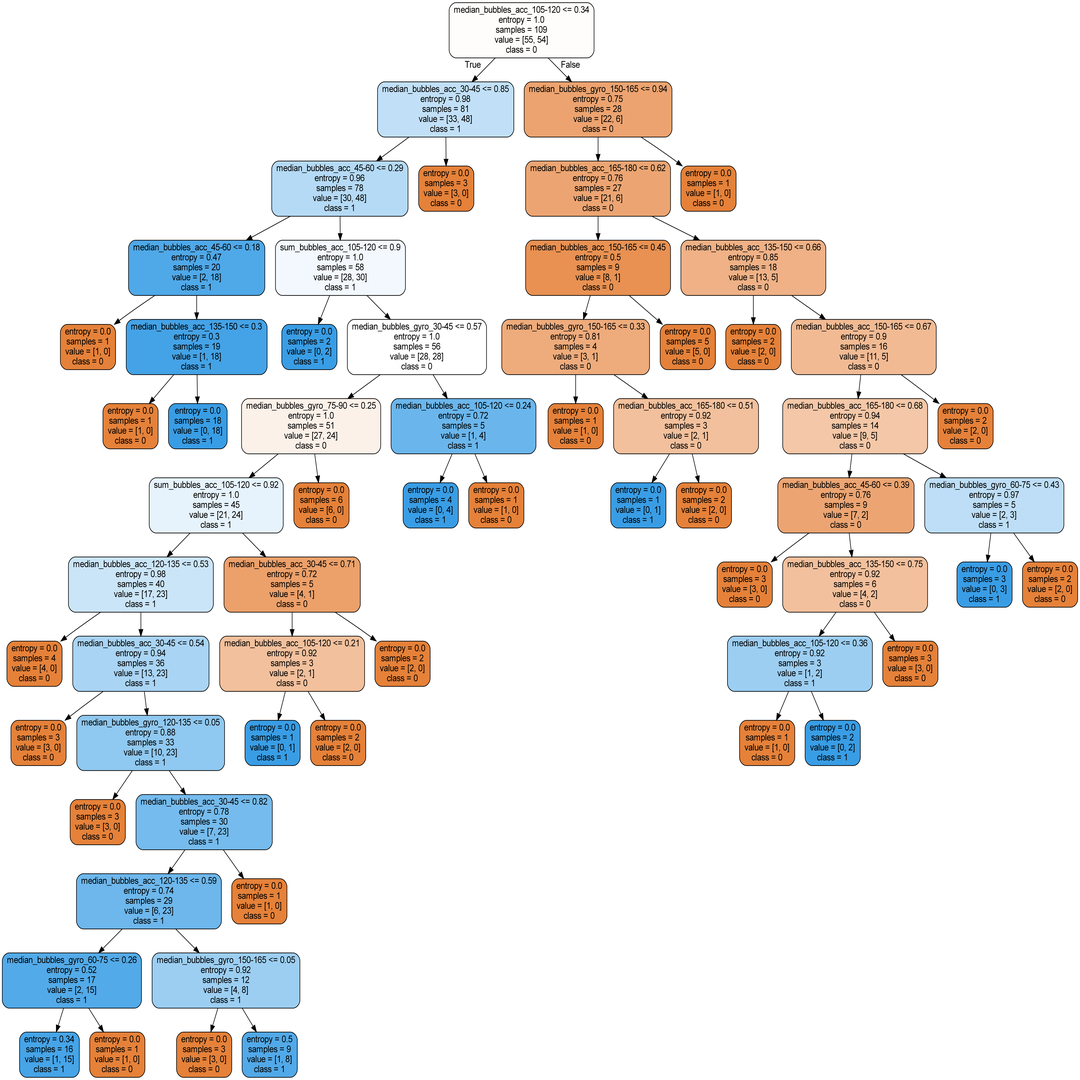 median_bubbles_acc_105-120 <= 0.34
entropy = 1.0
samples = 109
value = [55, 54]
class = 0
True
False
median_bubbles_acc_30-45 <= 0.85
entropy = 0.98
samples = 81
value = [33, 48]
class = 1
median_bubbles_gyro_150-165 <= 0.94
entropy = 0.75
samples = 28
value = [22, 6]
class = 0
median_bubbles_acc_45-60 <= 0.29
entropy = 0.96
samples = 78
value = [30, 48]
class = 1
entropy = 0.0
samples = 3
value = [3, 0]
class = 0
median_bubbles_acc_165-180 <= 0.62
entropy = 0.76
samples = 27
value = [21, 6]
class = 0
entropy = 0.0
samples = 1
value = [1, 0]
class = 0
median_bubbles_acc_45-60 <= 0.18
entropy = 0.47
samples = 20
value = [2, 18]
class = 1
sum_bubbles_acc_105-120 <= 0.9
entropy = 1.0
samples = 58
value = [28, 30]
class = 1
median_bubbles_acc_150-165 <= 0.45
entropy = 0.5
samples = 9
value = [8, 1]
class = 0
median_bubbles_acc_135-150 <= 0.66
entropy = 0.85
samples = 18
value = [13, 5]
class = 0
entropy = 0.0
samples = 1
value = [1, 0]
class = 0
median_bubbles_acc_135-150 <= 0.3
entropy = 0.3
samples = 19
value = [1, 18]
class = 1
entropy = 0.0
samples = 2
value = [0, 2]
class = 1
median_bubbles_gyro_30-45 <= 0.57
entropy = 1.0
samples = 56
value = [28, 28]
class = 0
median_bubbles_gyro_150-165 <= 0.33
entropy = 0.81
samples = 4
value = [3, 1]
class = 0
entropy = 0.0
samples = 5
value = [5, 0]
class = 0
entropy = 0.0
samples = 2
value = [2, 0]
class = 0
median_bubbles_acc_150-165 <= 0.67
entropy = 0.9
samples = 16
value = [11, 5]
class = 0
entropy = 0.0
samples = 1
value = [1, 0]
class = 0
entropy = 0.0
samples = 18
value = [0, 18]
class = 1
median_bubbles_gyro_75-90 <= 0.25
entropy = 1.0
samples = 51
value = [27, 24]
class = 0
median_bubbles_acc_105-120 <= 0.24
entropy = 0.72
samples = 5
value = [1, 4]
class = 1
entropy = 0.0
samples = 1
value = [1, 0]
class = 0
median_bubbles_acc_165-180 <= 0.51
entropy = 0.92
samples = 3
value = [2, 1]
class = 0
median_bubbles_acc_165-180 <= 0.68
entropy = 0.94
samples = 14
value = [9, 5]
class = 0
entropy = 0.0
samples = 2
value = [2, 0]
class = 0
sum_bubbles_acc_105-120 <= 0.92
entropy = 1.0
samples = 45
value = [21, 24]
class = 1
entropy = 0.0
samples = 6
value = [6, 0]
class = 0
entropy = 0.0
samples = 4
value = [0, 4]
class = 1
entropy = 0.0
samples = 1
value = [1, 0]
class = 0
entropy = 0.0
samples = 1
value = [0, 1]
class = 1
entropy = 0.0
samples = 2
value = [2, 0]
class = 0
median_bubbles_acc_45-60 <= 0.39
entropy = 0.76
samples = 9
value = [7, 2]
class = 0
median_bubbles_gyro_60-75 <= 0.43
entropy = 0.97
samples = 5
value = [2, 3]
class = 1
median_bubbles_acc_120-135 <= 0.53
entropy = 0.98
samples = 40
value = [17, 23]
class = 1
median_bubbles_acc_30-45 <= 0.71
entropy = 0.72
samples = 5
value = [4, 1]
class = 0
entropy = 0.0
samples = 3
value = [3, 0]
class = 0
median_bubbles_acc_135-150 <= 0.75
entropy = 0.92
samples = 6
value = [4, 2]
class = 0
entropy = 0.0
samples = 3
value = [0, 3]
class = 1
entropy = 0.0
samples = 2
value = [2, 0]
class = 0
entropy = 0.0
samples = 4
value = [4, 0]
class = 0
median_bubbles_acc_30-45 <= 0.54
entropy = 0.94
samples = 36
value = [13, 23]
class = 1
median_bubbles_acc_105-120 <= 0.21
entropy = 0.92
samples = 3
value = [2, 1]
class = 0
entropy = 0.0
samples = 2
value = [2, 0]
class = 0
median_bubbles_acc_105-120 <= 0.36
entropy = 0.92
samples = 3
value = [1, 2]
class = 1
entropy = 0.0
samples = 3
value = [3, 0]
class = 0
entropy = 0.0
samples = 3
value = [3, 0]
class = 0
median_bubbles_gyro_120-135 <= 0.05
entropy = 0.88
samples = 33
value = [10, 23]
class = 1
entropy = 0.0
samples = 1
value = [0, 1]
class = 1
entropy = 0.0
samples = 2
value = [2, 0]
class = 0
entropy = 0.0
samples = 1
value = [1, 0]
class = 0
entropy = 0.0
samples = 2
value = [0, 2]
class = 1
entropy = 0.0
samples = 3
value = [3, 0]
class = 0
median_bubbles_acc_30-45 <= 0.82
entropy = 0.78
samples = 30
value = [7, 23]
class = 1
median_bubbles_acc_120-135 <= 0.59
entropy = 0.74
samples = 29
value = [6, 23]
class = 1
entropy = 0.0
samples = 1
value = [1, 0]
class = 0
median_bubbles_gyro_60-75 <= 0.26
entropy = 0.52
samples = 17
value = [2, 15]
class = 1
median_bubbles_gyro_150-165 <= 0.05
entropy = 0.92
samples = 12
value = [4, 8]
class = 1
entropy = 0.34
samples = 16
value = [1, 15]
class = 1
entropy = 0.0
samples = 1
value = [1, 0]
class = 0
entropy = 0.0
samples = 3
value = [3, 0]
class = 0
entropy = 0.5
samples = 9
value = [1, 8]
class = 1